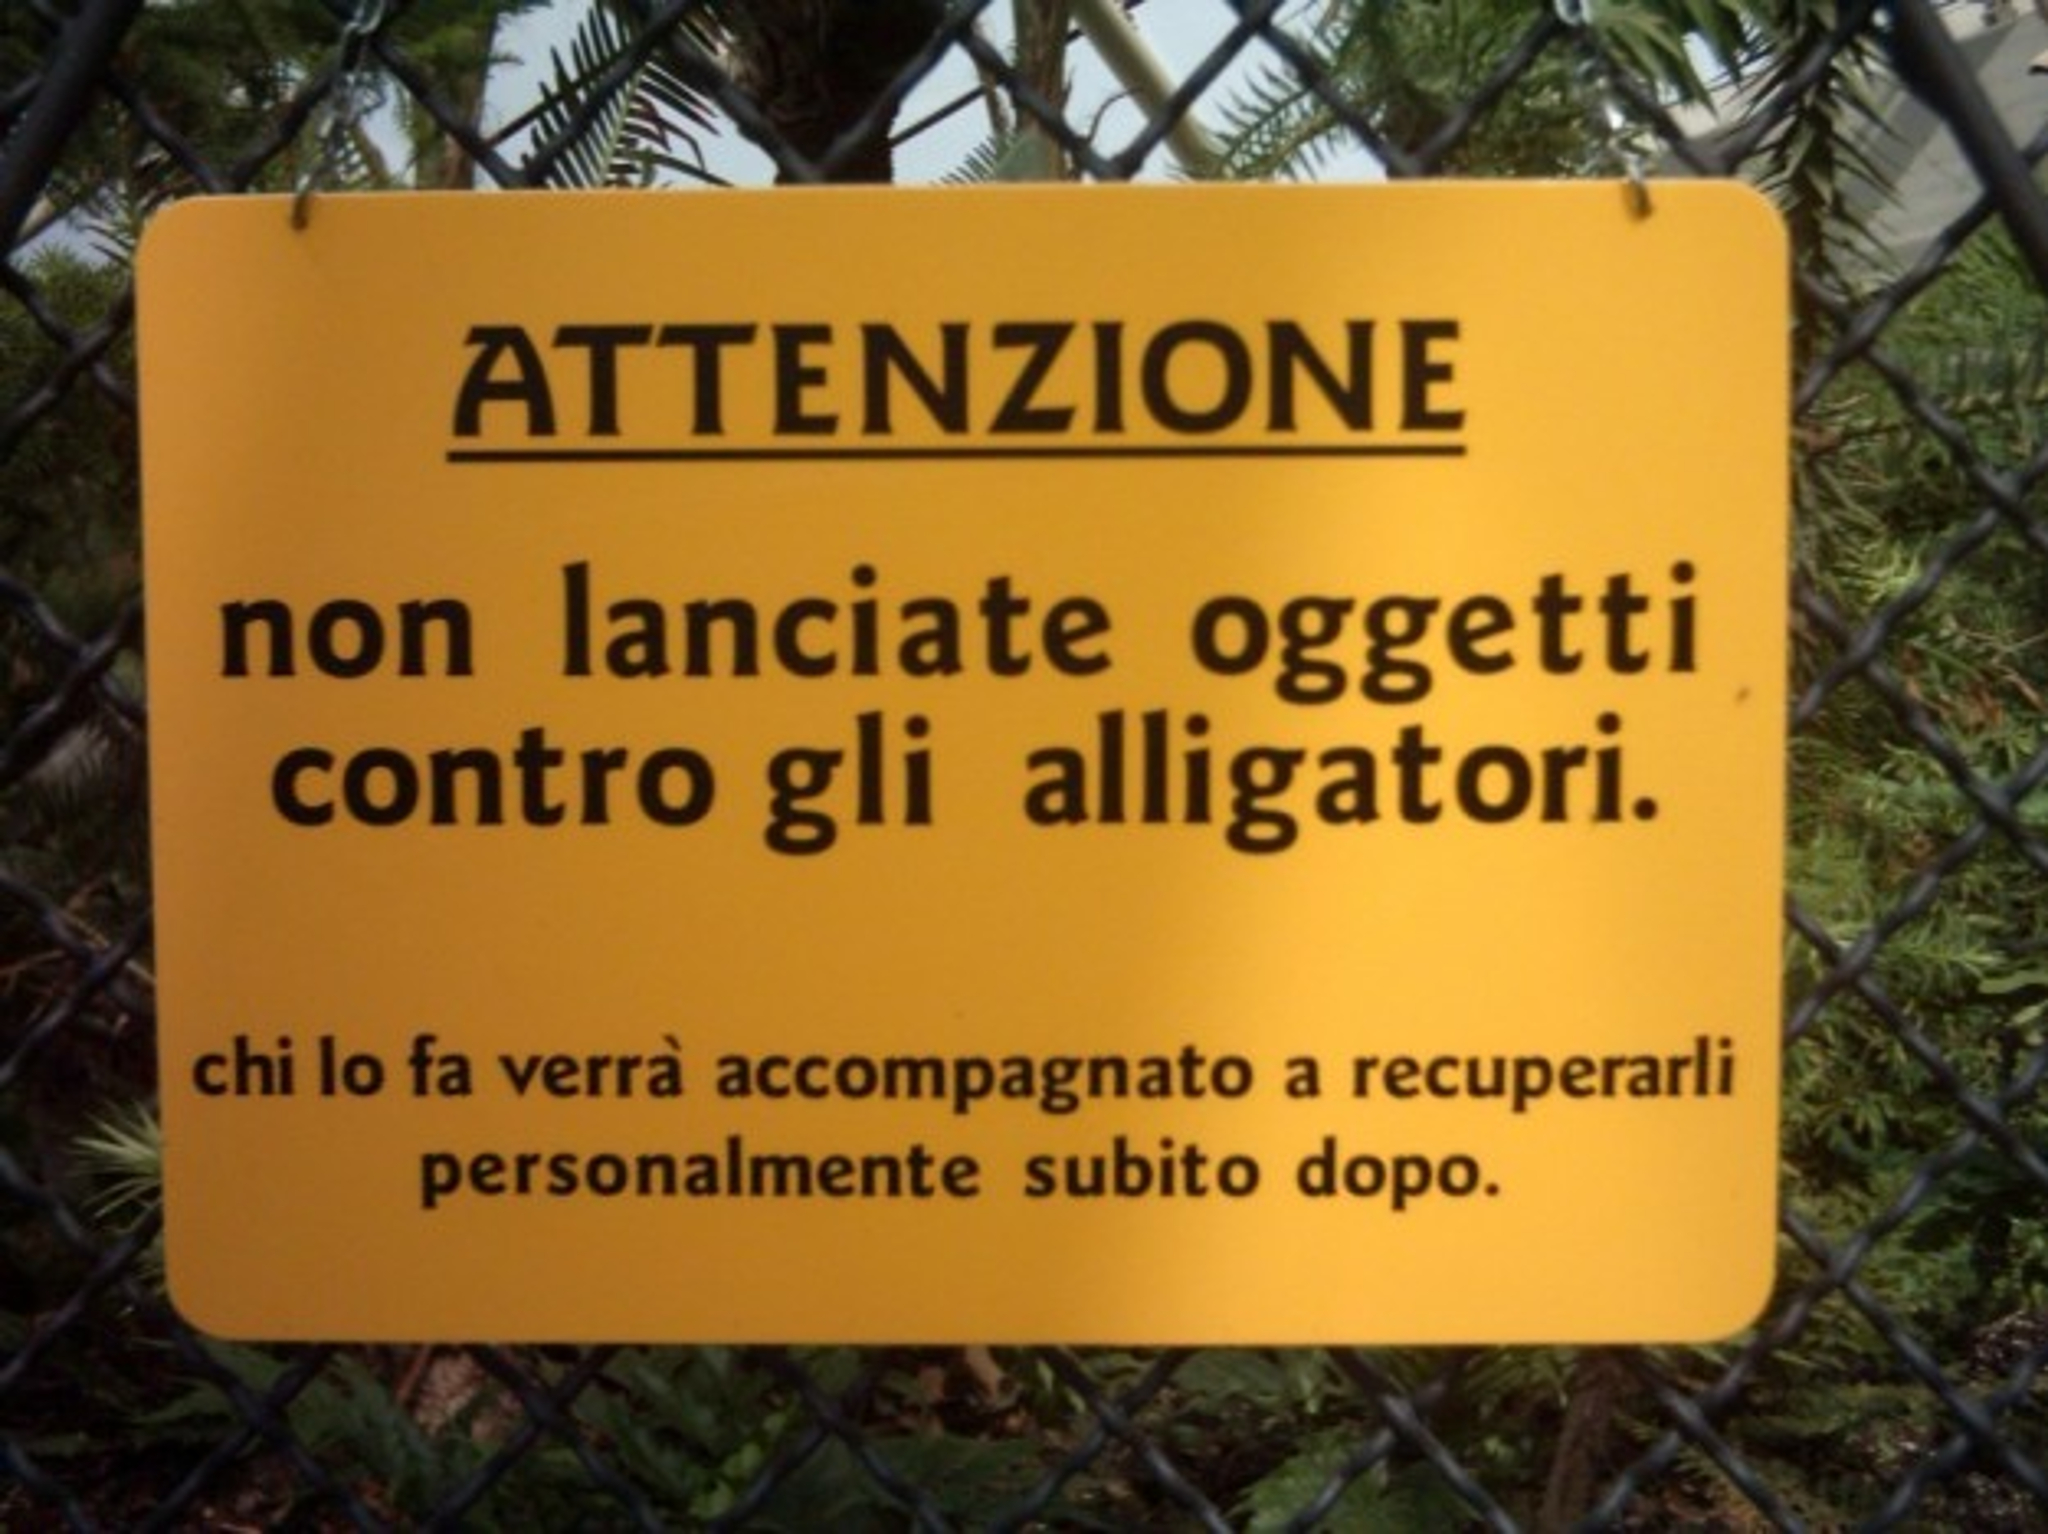 ATTENZIONE
non lanciate oggetti
contro gli alligatori.
chi lo fa verrà accompagnato a recuperarli
personalmente subito dopo.